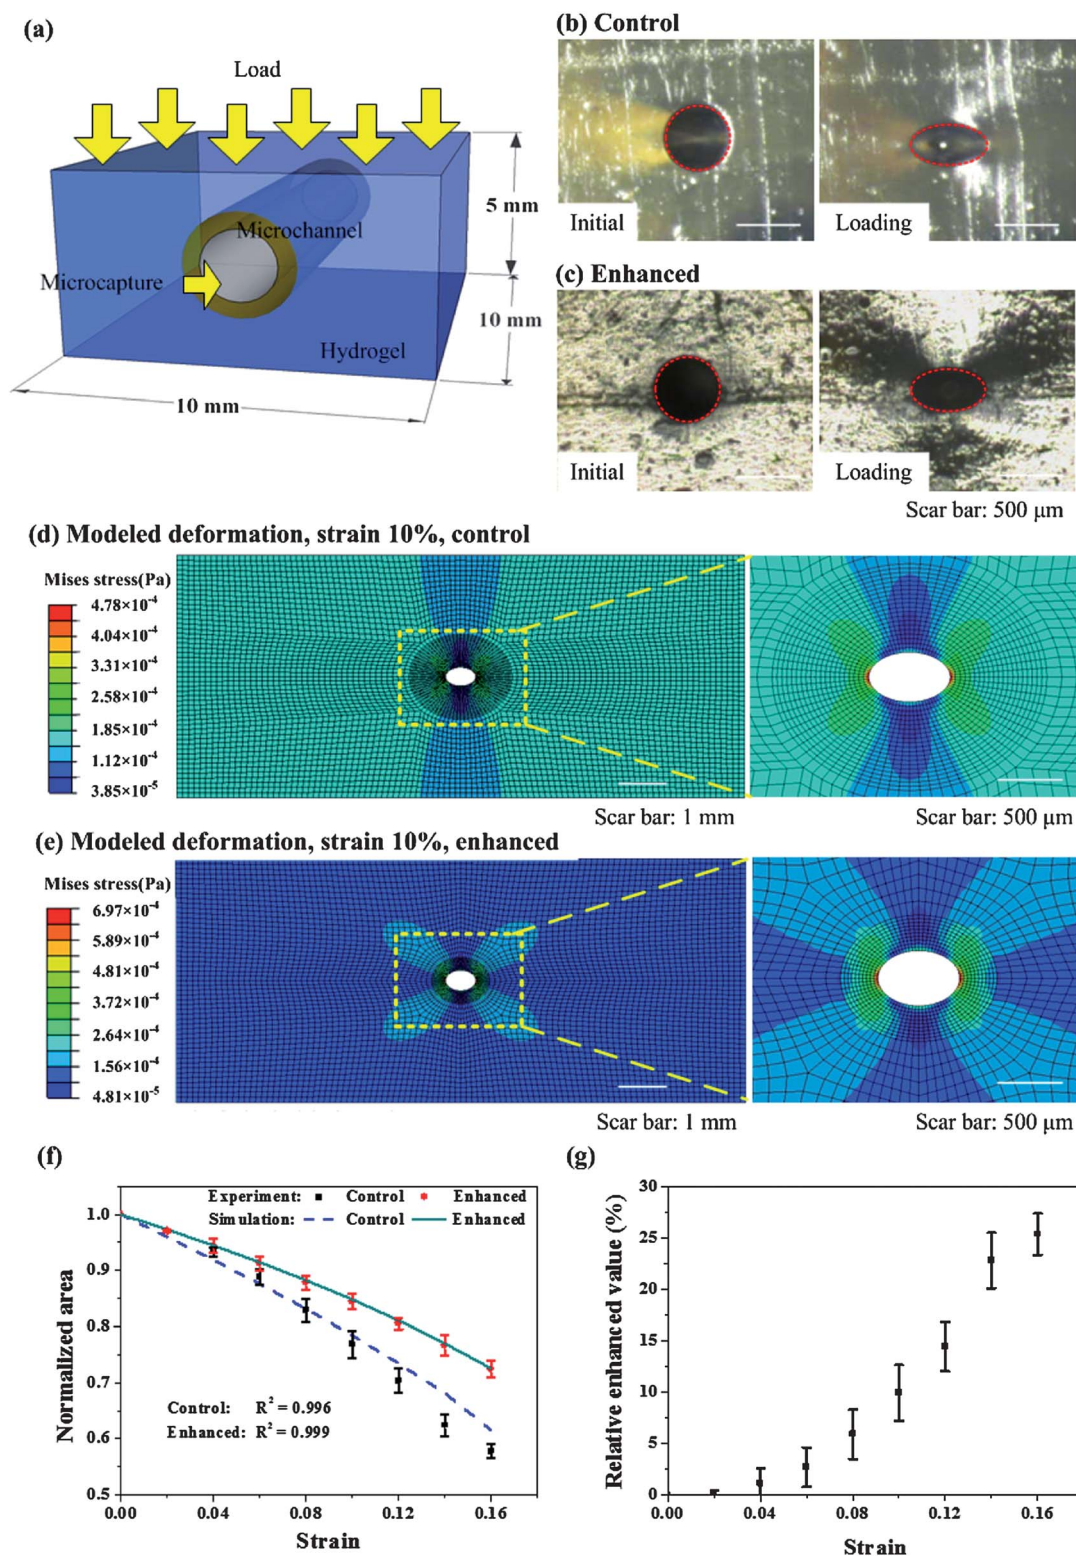 (a)
Load
5 mm
Microchannel
Microcapture
10 mm
Hydrogel
10 mm
(b) Control
Initial
Loading
(c) Enhanced
Initial
Loading
Scar bar: 500 μm
(d) Modeled deformation, strain 10%, control
Mises stress(Pa)
4.78×10⁻⁴
4.04×10⁻⁴
3.31×10⁻⁴
2.58×10⁻⁴
1.85×10⁻⁴
1.12×10⁻⁴
3.85×10⁻⁵
Scar bar: 1 mm
Scar bar: 500 μm
(e) Modeled deformation, strain 10%, enhanced
Mises stress(Pa)
6.97×10⁻⁴
5.89×10⁻⁴
4.81×10⁻⁴
3.72×10⁻⁴
2.64×10⁻⁴
1.56×10⁻⁴
4.81×10⁻⁵
Scar bar: 1 mm
Scar bar: 500 μm
(f)
Experiment: Control Enhanced
Simulation: Control Enhanced
1.0
0.9
0.8
0.7
0.6
0.5
Normalized area
Control: R² = 0.996
Enhanced: R² = 0.999
0.00 0.04 0.08 0.12 0.16
Strain
(g)
30
25
20
15
10
5
0
Relative enhanced value (%)
0.04 0.08 0.12 0.16
Strain